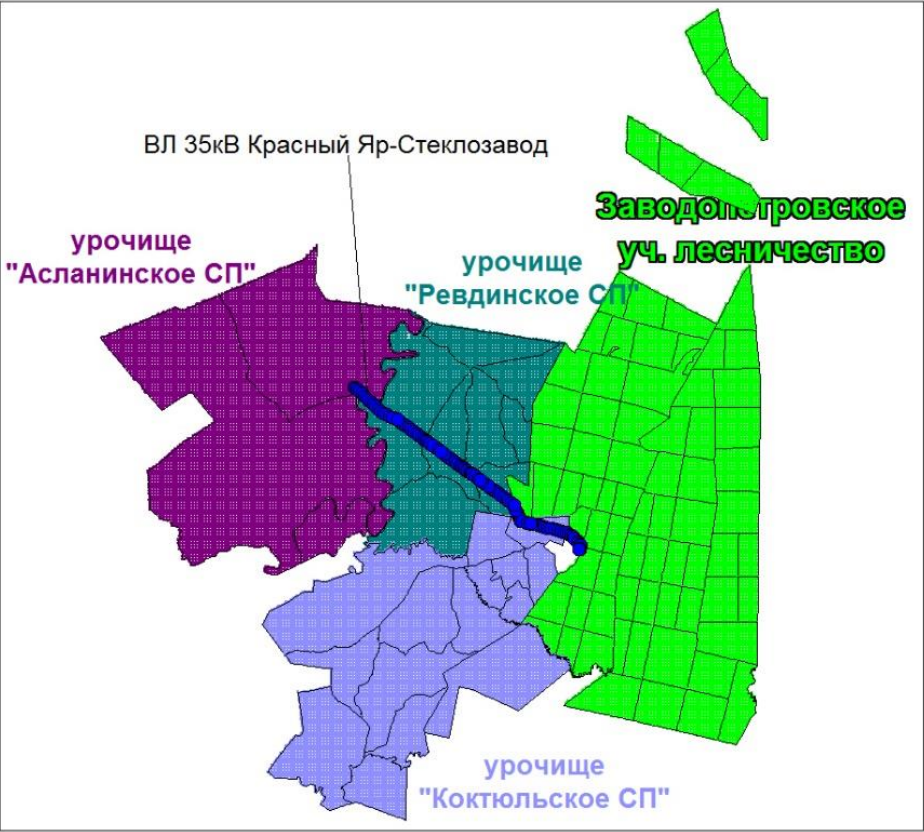 ВЛ 35кВ Красный Яр-Стеклозавод
Заводопетровское
уч. лесничество
урочище
"Асланинское СП"
урочище
"Ревдинское СП"
урочище
"Коктюльское СП"